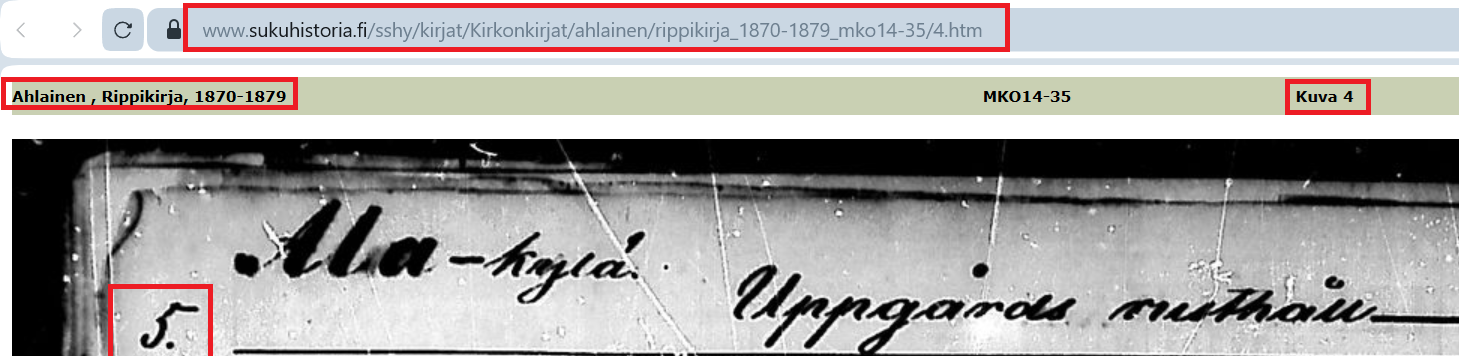 www.sukuhistoria.fi/sshy/kirjat/Kirkonkirjat/ahlainen/rippikirja_1870-1879_mko14-35/4.htm
Ahlainen , Rippikirja, 1870-1879 MKO14-35 Kuva 4
Ala-kylä.
Uppgårds rusthåll
5.